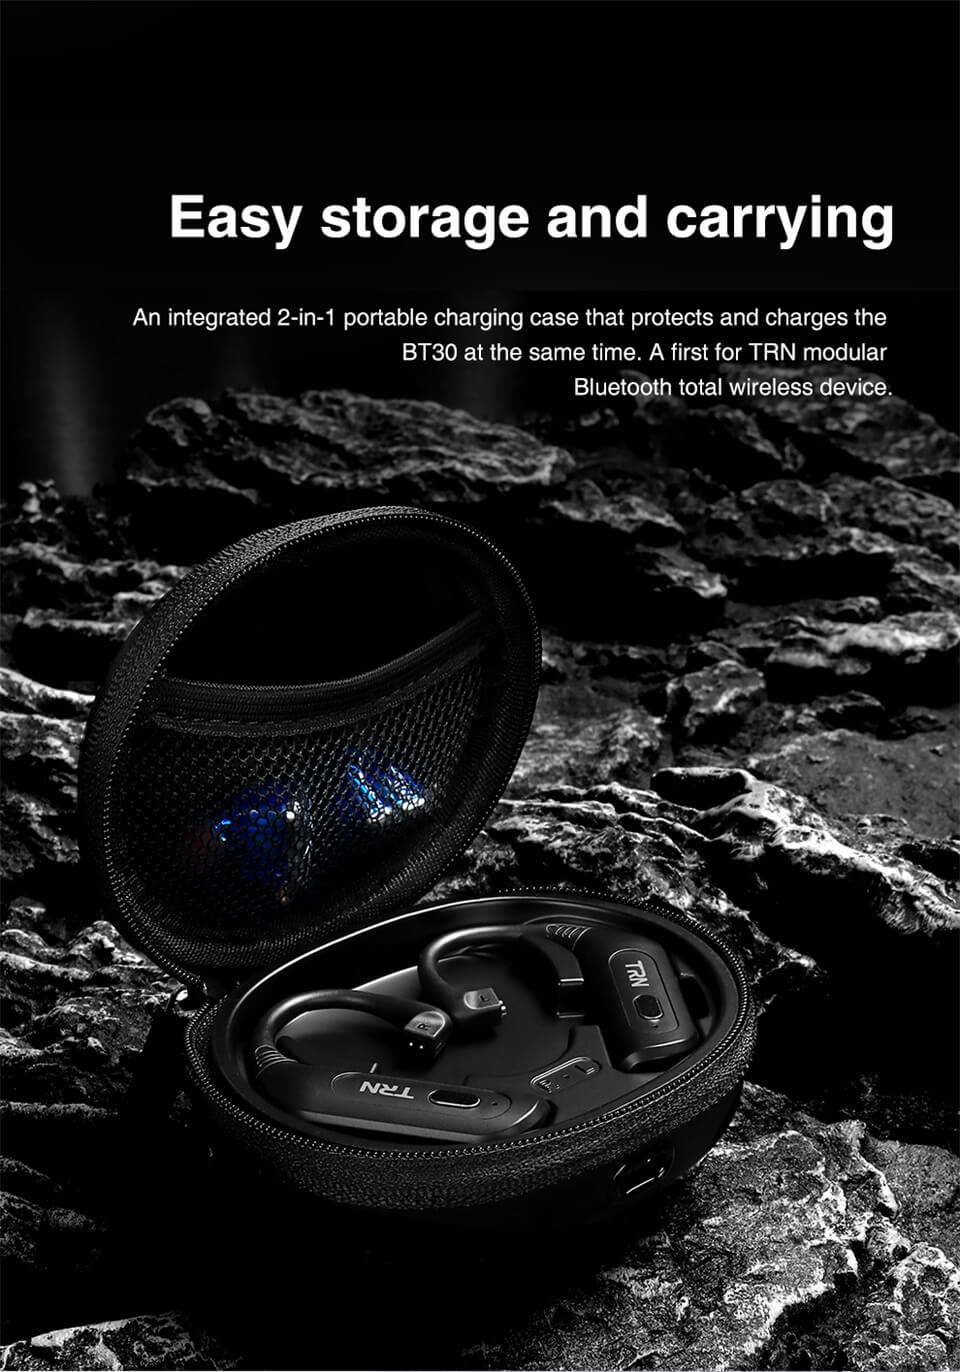 Easy storage and carrying
An integrated 2-in-1 portable charging case that protects and charges the
BT30 at the same time. A first for TRN modular
Bluetooth total wireless device.
TRN
R
TRN